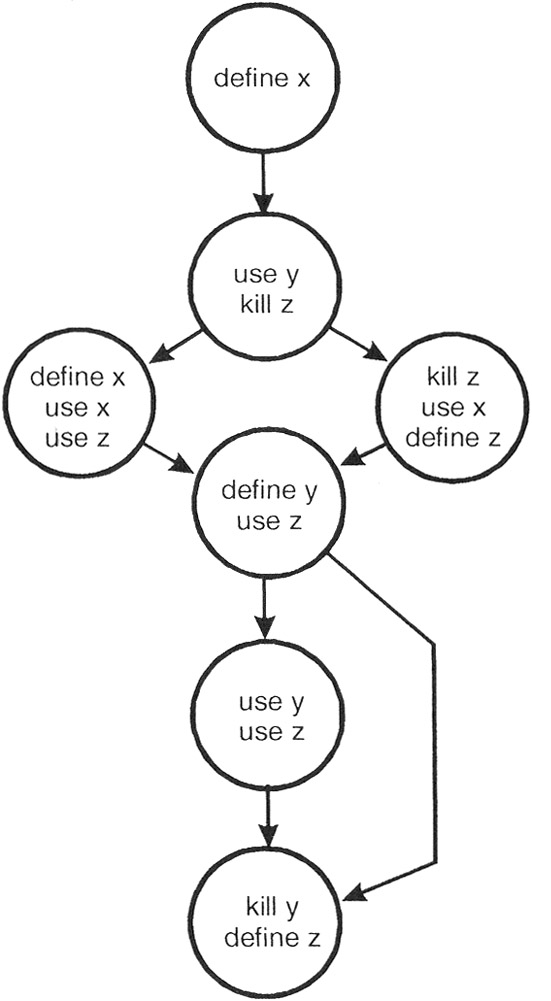 define x
use y
kill z
define x
use x
use z
kill z
use x
define z
define y
use z
use y
use z
kill y
define z